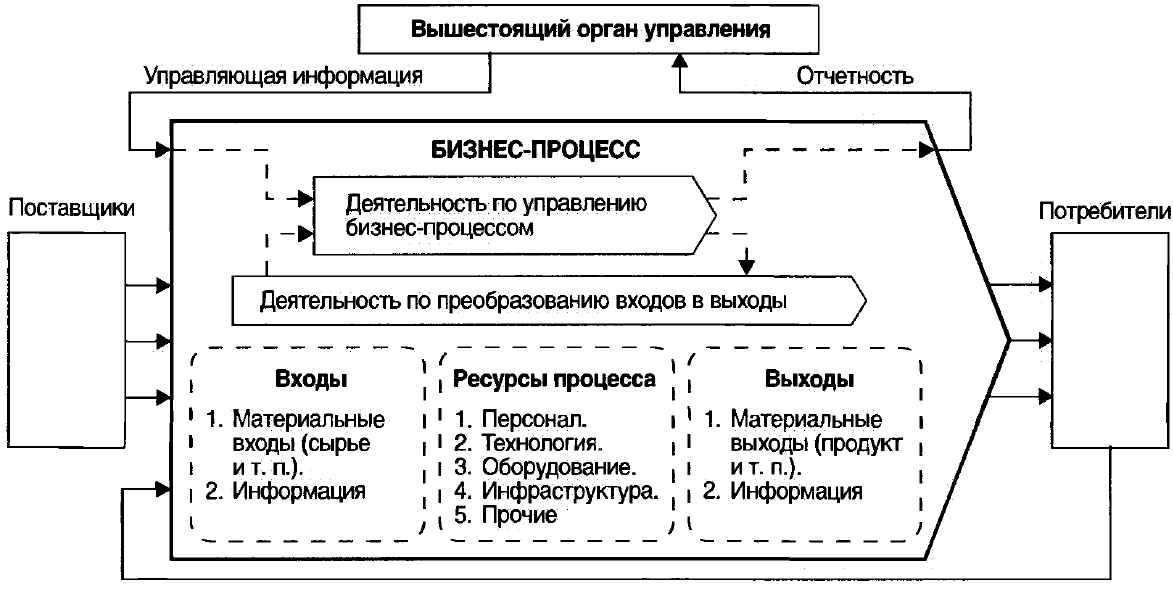 Вышестоящий орган управления
Управляющая информация
Отчетность
БИЗНЕС-ПРОЦЕСС
Поставщики
Деятельность по управлению
бизнес-процессом
Потребители
Деятельность по преобразованию входов в выходы
Входы
1. Материальные
входы (сырье
и т. п.).
2. Информация
Ресурсы процесса
1. Персонал.
2. Технология.
3. Оборудование.
4. Инфраструктура.
5. Прочие
Выходы
1. Материальные
выходы (продукт
и т. п.).
2. Информация